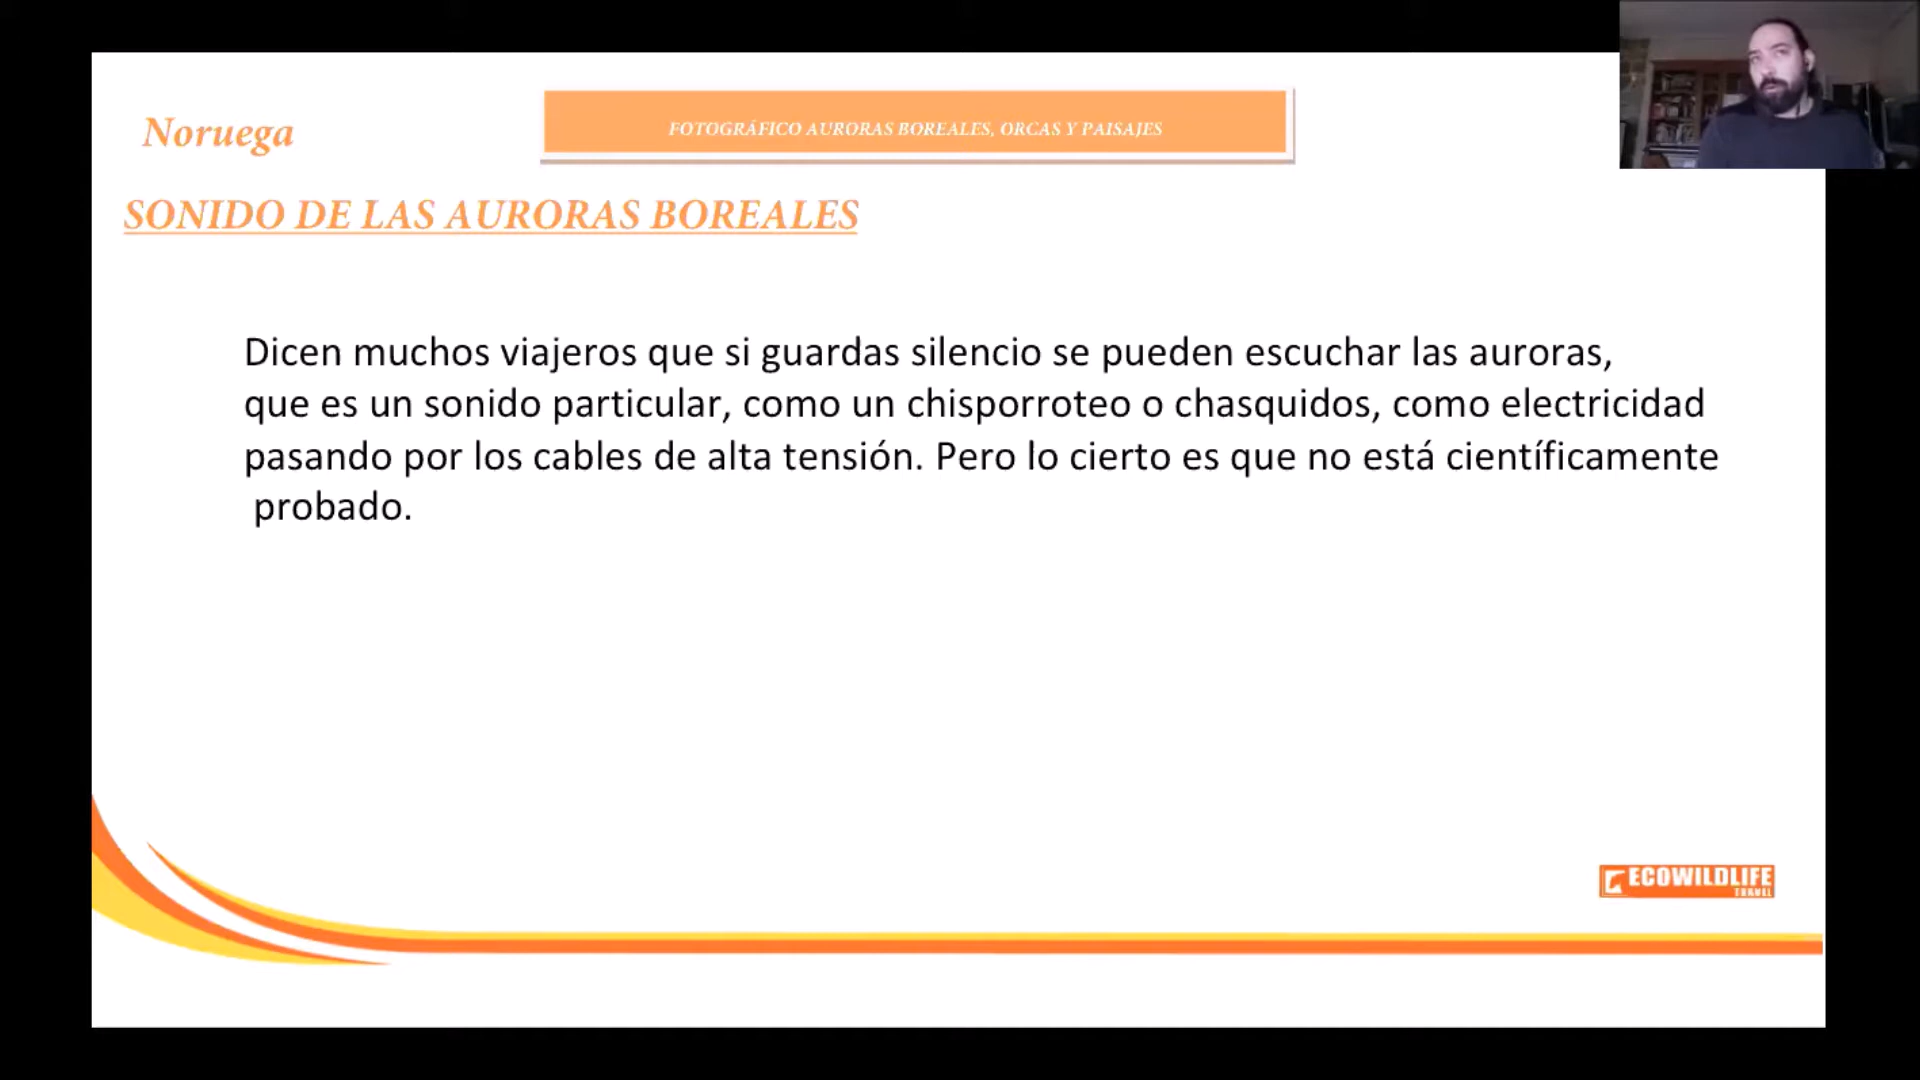 Noruega
FOTOGRÁFICO AURORAS BOREALES, ORCAS Y PAISAJES
SONIDO DE LAS AURORAS BOREALES
Dicen muchos viajeros que si guardas silencio se pueden escuchar las auroras,
que es un sonido particular, como un chisporroteo o chasquidos, como electricidad
pasando por los cables de alta tensión. Pero lo cierto es que no está científicamente
probado.
ECOWILDLIFE
TRAVEL